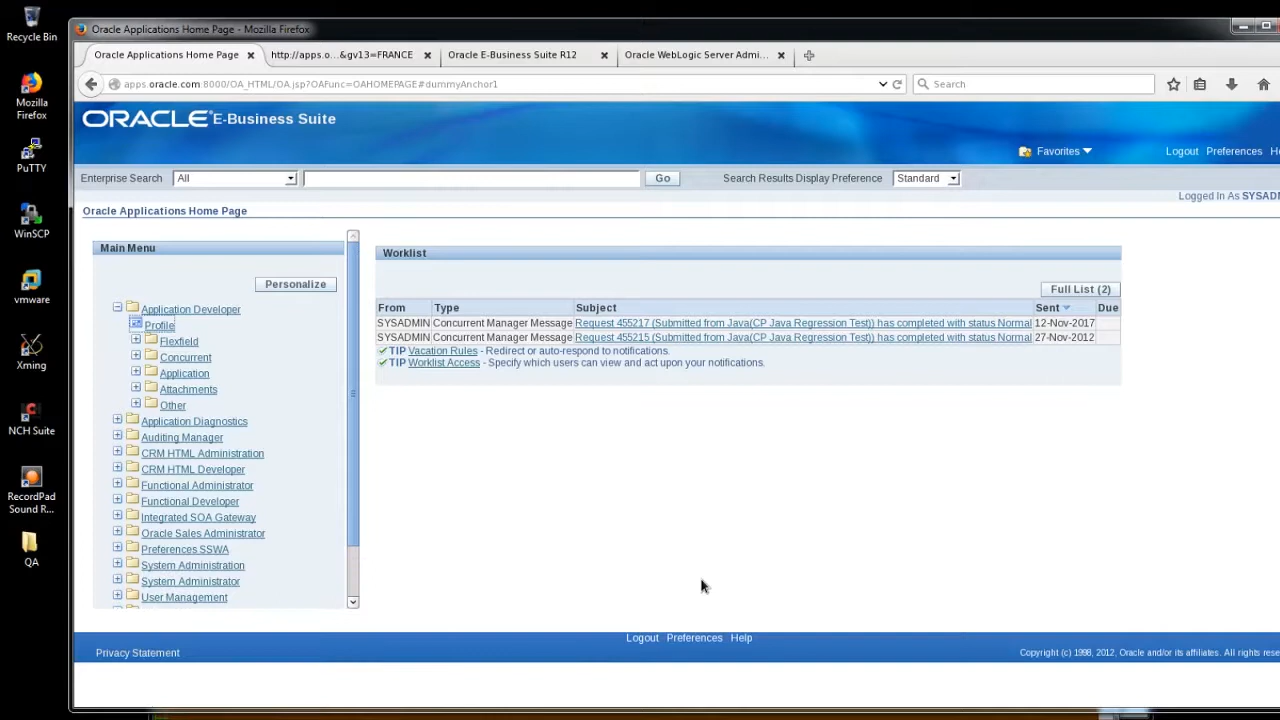 Recycle Bin
Mozilla
Firefox
PuTTY
WinSCP
vmware
Xming
NCH Suite
RecordPad
Sound R...
QA
Oracle Applications Home Page - Mozilla Firefox
Oracle Applications Home Page
http://apps.o...&gv13=FRANCE
Oracle E-Business Suite R12
Oracle WebLogic Server Admi...
apps.oracle.com:8000/OA_HTML/OA.jsp?OAFunc=OAHOMEPAGE#dummyAnchor1
Search
ORACLE® E-Business Suite
Favorites
Logout Preferences
Enterprise Search All
Go
Search Results Display Preference Standard
Logged In As SYSAD
Oracle Applications Home Page
Main Menu
Personalize
Application Developer
Profile
Flexfield
Concurrent
Application
Attachments
Other
Application Diagnostics
Auditing Manager
CRM HTML Administration
CRM HTML Developer
Functional Administrator
Functional Developer
Integrated SOA Gateway
Oracle Sales Administrator
Preferences SSWA
System Administration
System Administrator
User Management
Worklist
Full List (2)
From Type Subject Sent Due
SYSADMIN Concurrent Manager Message Request 455217 (Submitted from Java(CP Java Regression Test)) has completed with status Normal 12-Nov-2017
SYSADMIN Concurrent Manager Message Request 455215 (Submitted from Java(CP Java Regression Test)) has completed with status Normal 27-Nov-2012
TIP Vacation Rules - Redirect or auto-respond to notifications.
TIP Worklist Access - Specify which users can view and act upon your notifications.
Logout Preferences Help
Privacy Statement
Copyright (c) 1998, 2012, Oracle and/or its affiliates. All rights rese